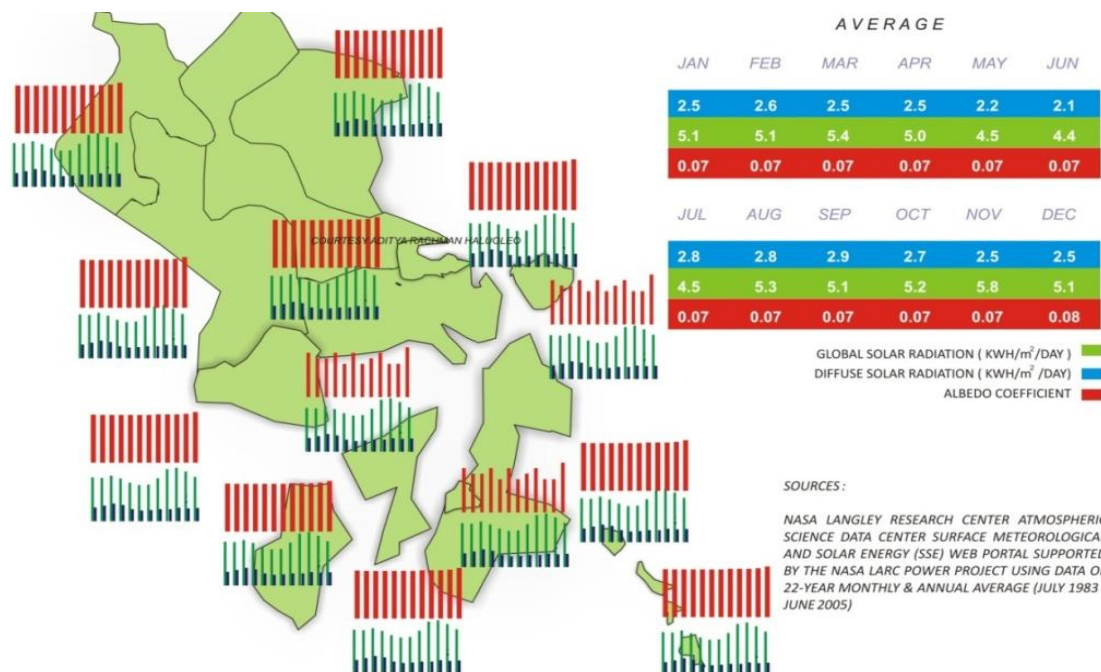 AVERAGE
JAN FEB MAR APR MAY JUN
2.5 2.6 2.5 2.5 2.2 2.1
5.1 5.1 5.4 5.0 4.5 4.4
0.07 0.07 0.07 0.07 0.07 0.07
JUL AUG SEP OCT NOV DEC
2.8 2.8 2.9 2.7 2.5 2.5
4.5 5.3 5.1 5.2 5.8 5.1
0.07 0.07 0.07 0.07 0.07 0.08
GLOBAL SOLAR RADIATION ( KWH/m² /DAY )
DIFFUSE SOLAR RADIATION ( KWH/m² /DAY)
ALBEDO COEFFICIENT
COURTESY ADITYA RACHMAN HALUOLEO
SOURCES :
NASA LANGLEY RESEARCH CENTER ATMOSPHERIC
SCIENCE DATA CENTER SURFACE METEOROLOGICA
AND SOLAR ENERGY (SSE) WEB PORTAL SUPPORTED
BY THE NASA LARC POWER PROJECT USING DATA O
22-YEAR MONTHLY & ANNUAL AVERAGE (JULY 1983
JUNE 2005)